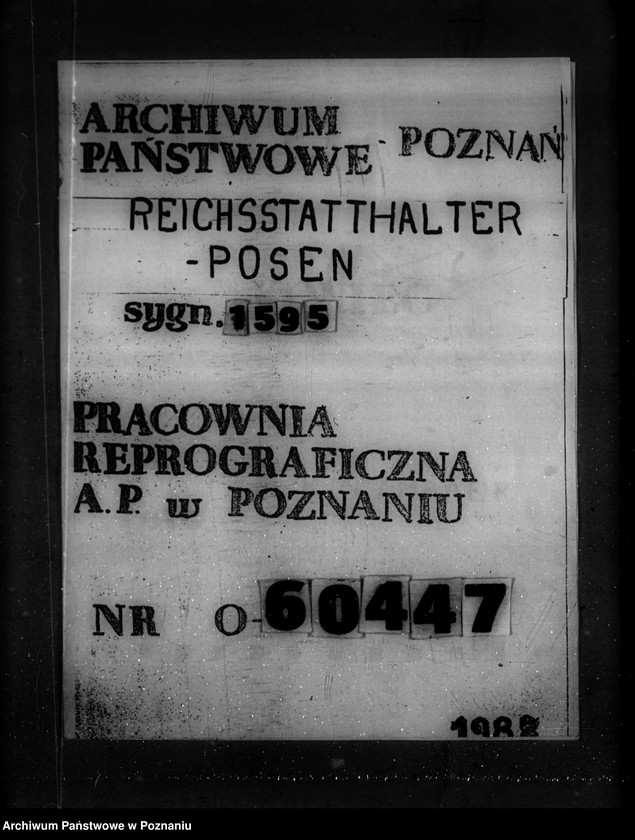 ARCHIWUM
PAŃSTWOWE - POZNAŃ
REICHSSTATTHALTER
-POSEN
sygn. 1595
PRACOWNIA
REPROGRAFICZNA
A.P. w POZNANIU
NR O-60447
Archiwum Państwowe w Poznaniu